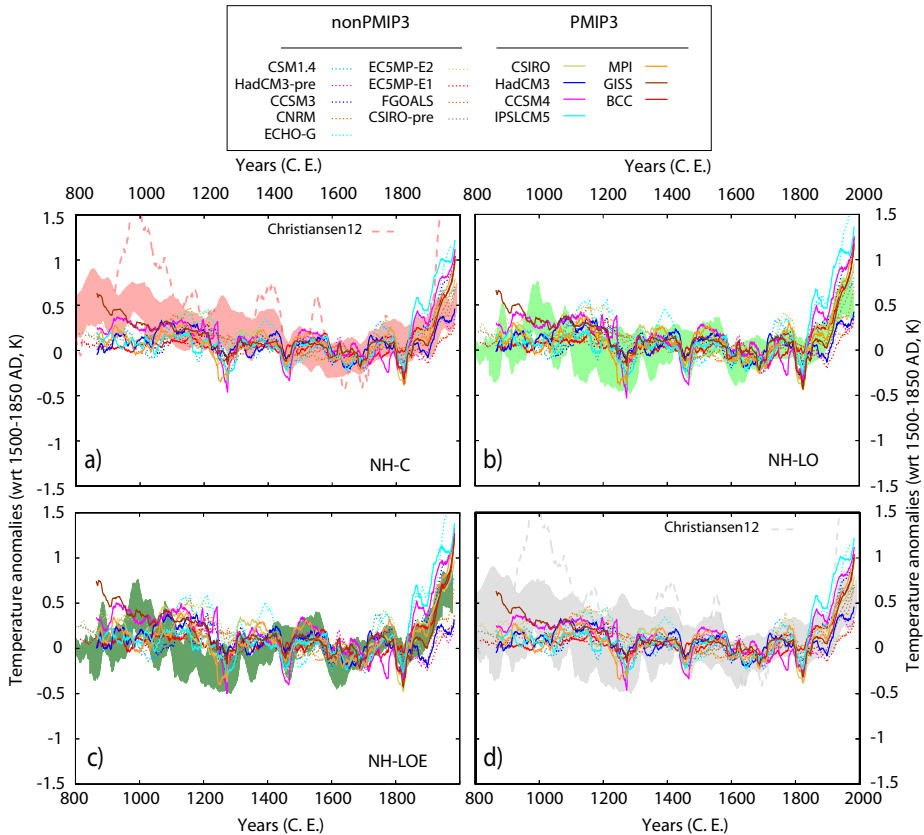 nonPMIP3 PMIP3
CSM1.4 EC5MP-E2 CSIRO MPI
HadCM3-pre EC5MP-E1 HadCM3 GISS
CCSM3 FGOALS CCSM4 BCC
CNRM CSIRO-pre IPSLCM5
ECHO-G
Years (C. E.) Years (C. E.)
800 1000 1200 1400 1600 1800 800 1000 1200 1400 1600 1800 2000
1.5 1.5
Christiansen12
1 1
0.5 0.5
0 0
-0.5 -0.5
-1 -1
a) NH-C b) NH-LO
-1.5 -1.5
Temperature anomalies (wrt 1500-1850 AD, K)
Temperature anomalies (wrt 1500-1850 AD, K)
1.5 1.5
Christiansen12
1 1
0.5 0.5
0 0
-0.5 -0.5
-1 -1
c) NH-LOE d)
-1.5 -1.5
800 1000 1200 1400 1600 1800 800 1000 1200 1400 1600 1800 2000
Years (C. E.) Years (C. E.)